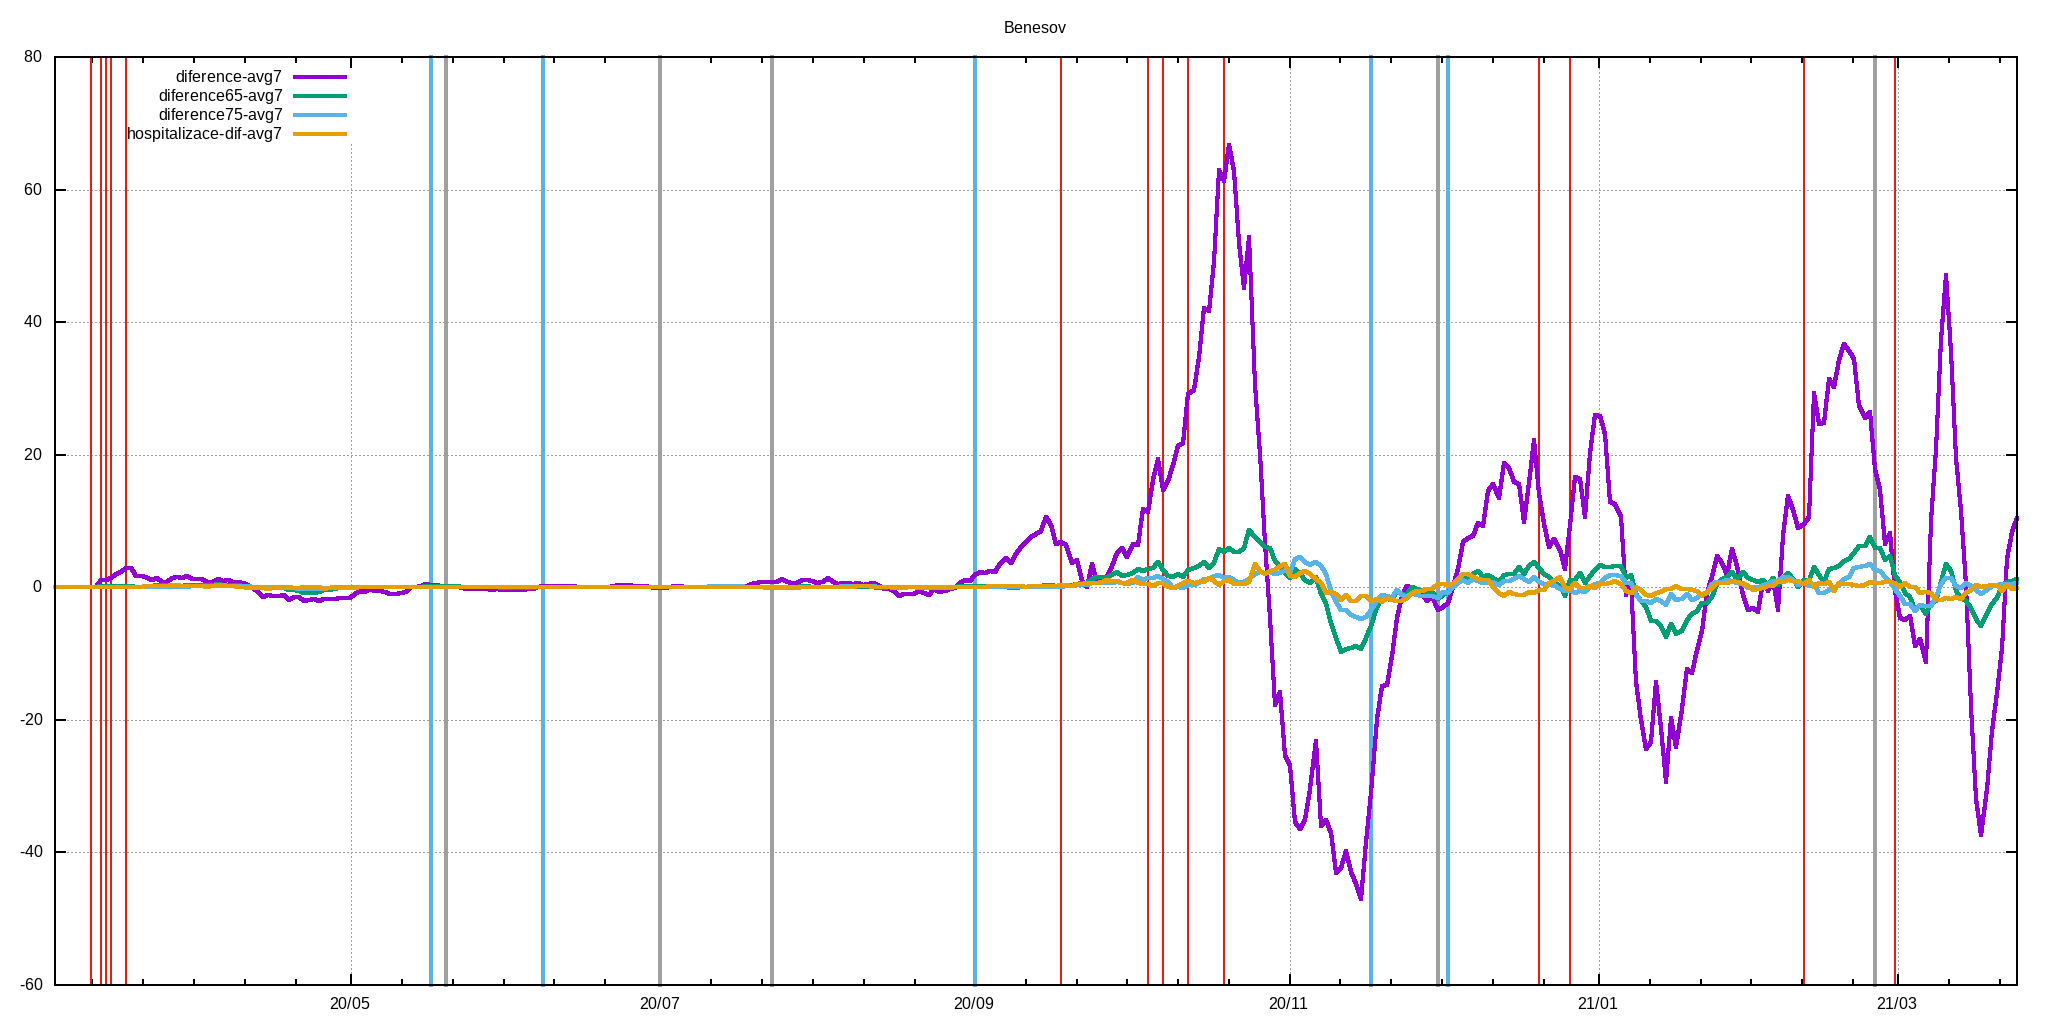 Benesov
80
diference-avg7
diference65-avg7
diference75-avg7
hospitalizace-dif-avg7
60
40
20
0
-20
-40
-60
20/05 20/07 20/09 20/11 21/01 21/03